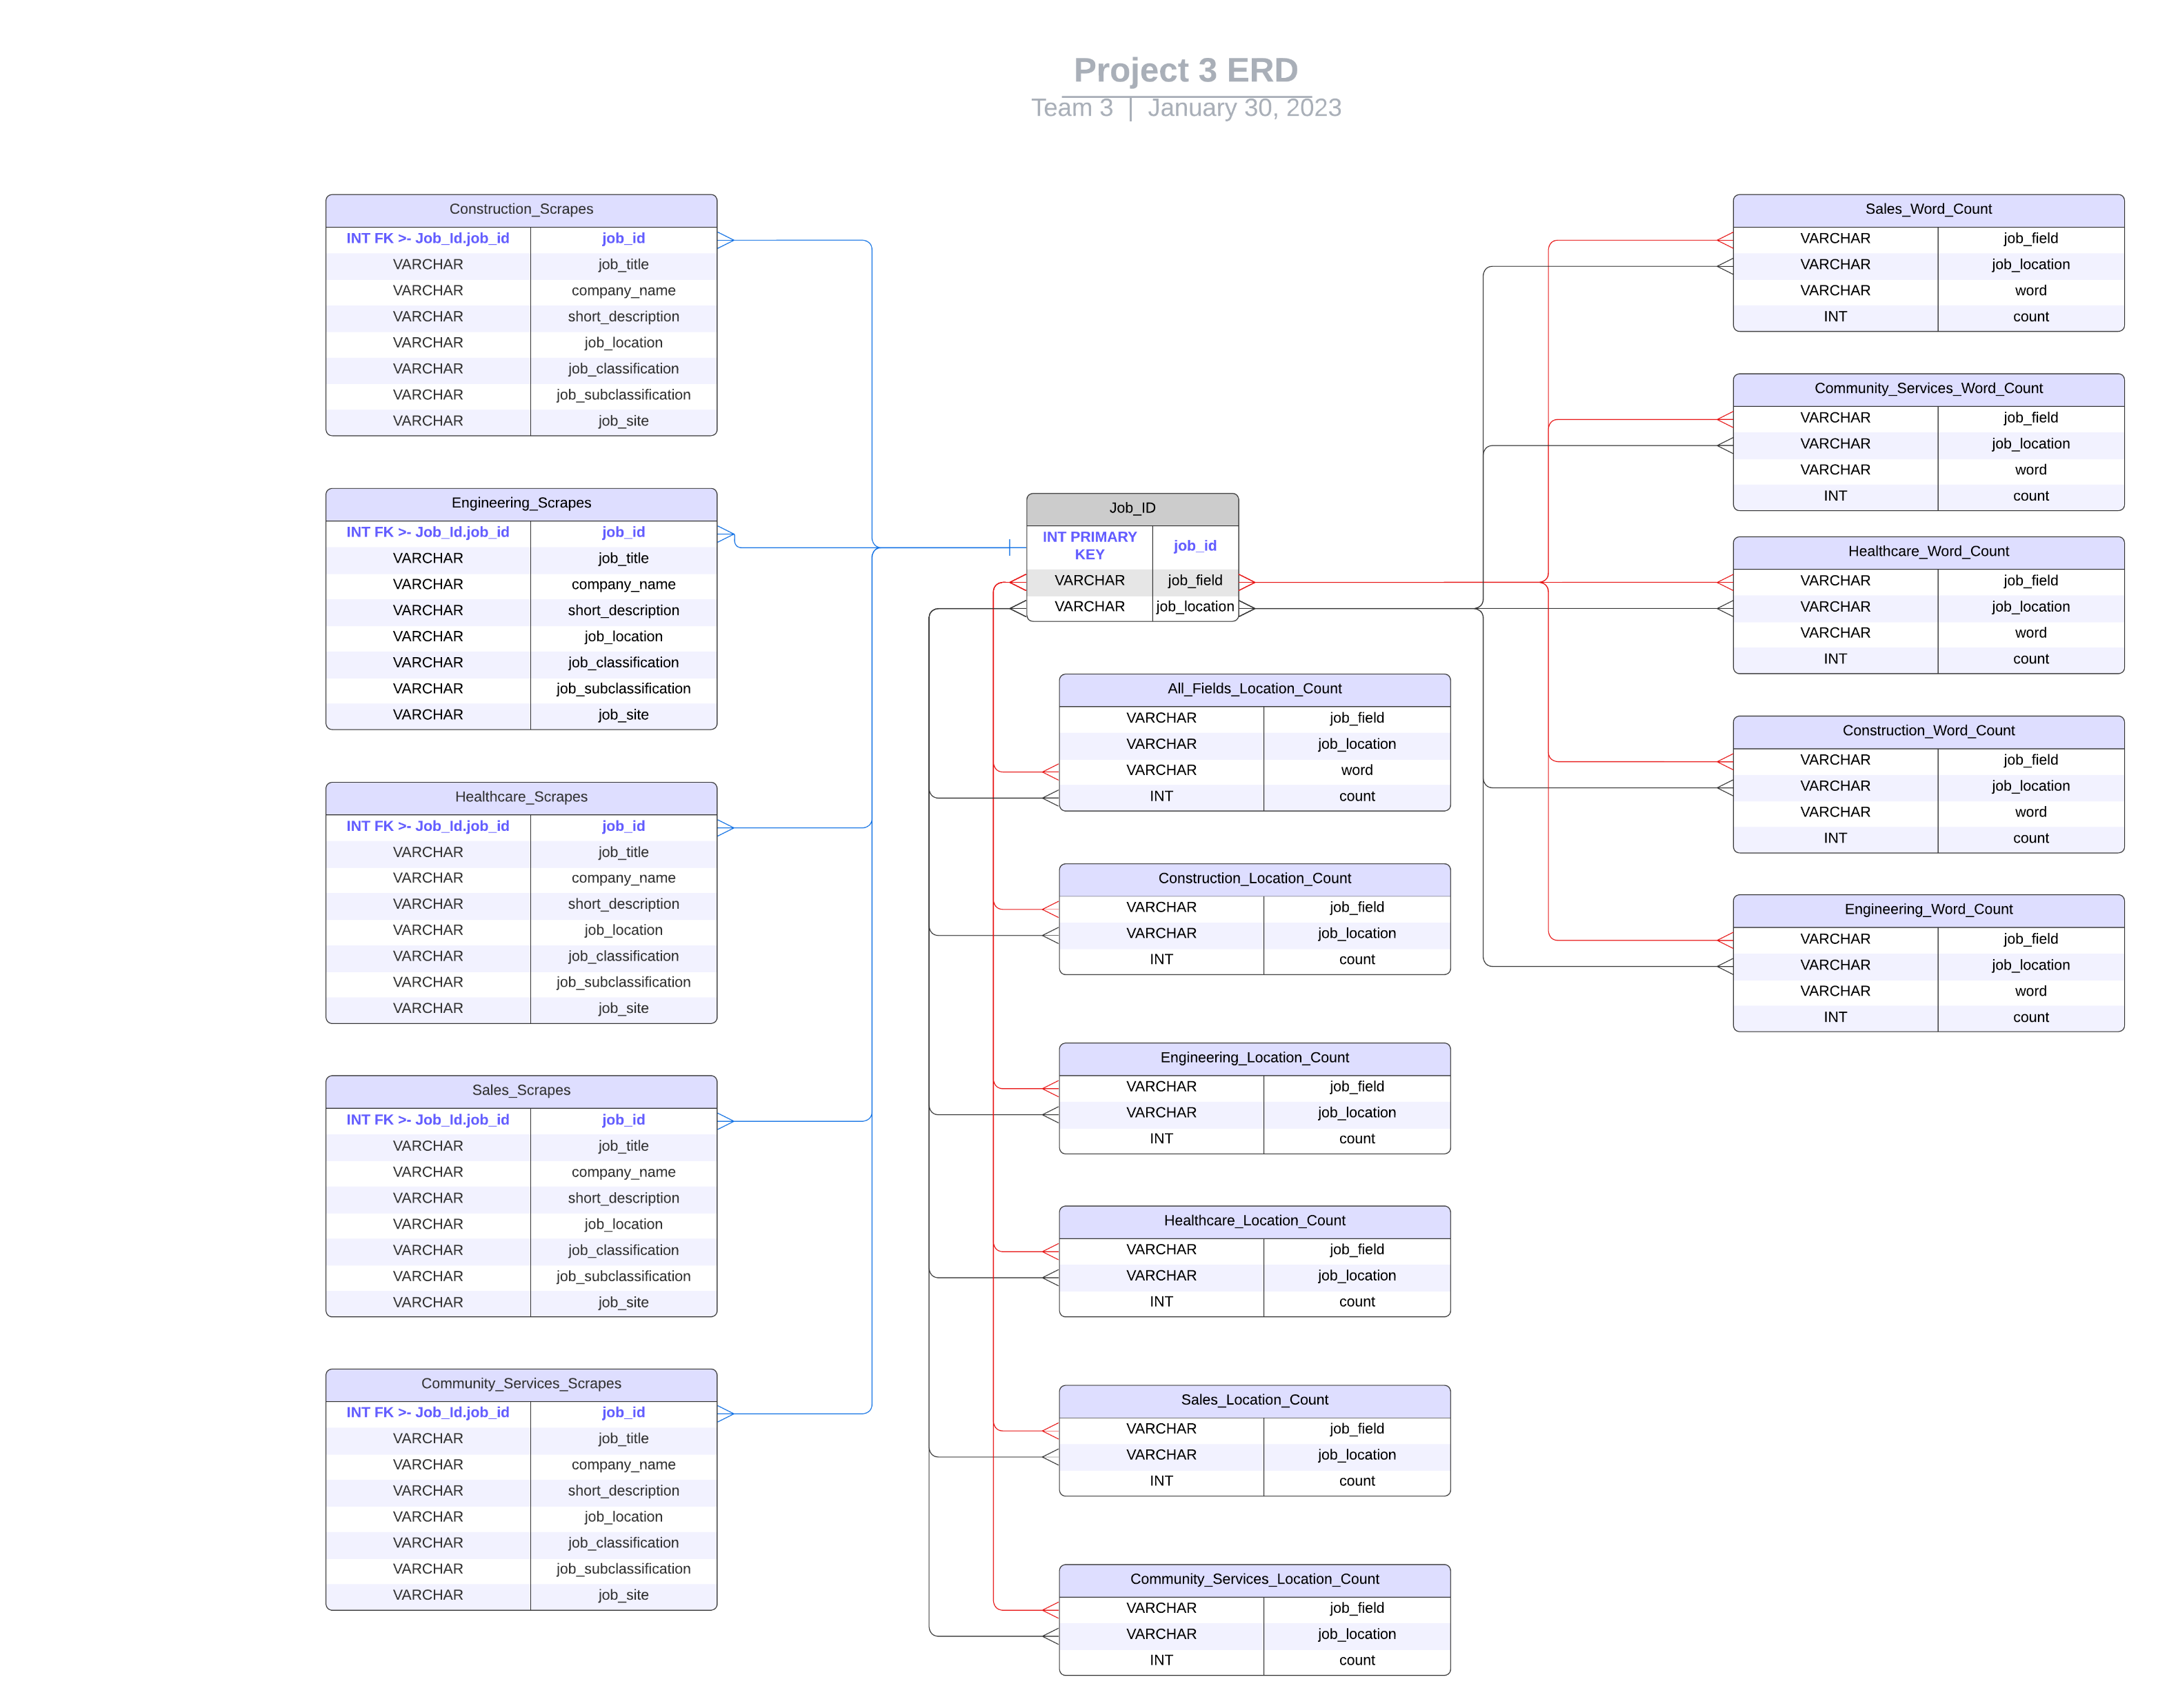 Project 3 ERD
Team 3 | January 30, 2023
Construction_Scrapes
INT FK >- Job_Id.job_id job_id
VARCHAR job_title
VARCHAR company_name
VARCHAR short_description
VARCHAR job_location
VARCHAR job_classification
VARCHAR job_subclassification
VARCHAR job_site
Engineering_Scrapes
INT FK >- Job_Id.job_id job_id
VARCHAR job_title
VARCHAR company_name
VARCHAR short_description
VARCHAR job_location
VARCHAR job_classification
VARCHAR job_subclassification
VARCHAR job_site
Healthcare_Scrapes
INT FK >- Job_Id.job_id job_id
VARCHAR job_title
VARCHAR company_name
VARCHAR short_description
VARCHAR job_location
VARCHAR job_classification
VARCHAR job_subclassification
VARCHAR job_site
Sales_Scrapes
INT FK >- Job_Id.job_id job_id
VARCHAR job_title
VARCHAR company_name
VARCHAR short_description
VARCHAR job_location
VARCHAR job_classification
VARCHAR job_subclassification
VARCHAR job_site
Community_Services_Scrapes
INT FK >- Job_Id.job_id job_id
VARCHAR job_title
VARCHAR company_name
VARCHAR short_description
VARCHAR job_location
VARCHAR job_classification
VARCHAR job_subclassification
VARCHAR job_site
Job_ID
INT PRIMARY
KEY job_id
VARCHAR job_field
VARCHAR job_location
All_Fields_Location_Count
VARCHAR job_field
VARCHAR job_location
VARCHAR word
INT count
Construction_Location_Count
VARCHAR job_field
VARCHAR job_location
INT count
Engineering_Location_Count
VARCHAR job_field
VARCHAR job_location
INT count
Healthcare_Location_Count
VARCHAR job_field
VARCHAR job_location
INT count
Sales_Location_Count
VARCHAR job_field
VARCHAR job_location
INT count
Community_Services_Location_Count
VARCHAR job_field
VARCHAR job_location
INT count
Sales_Word_Count
VARCHAR job_field
VARCHAR job_location
VARCHAR word
INT count
Community_Services_Word_Count
VARCHAR job_field
VARCHAR job_location
VARCHAR word
INT count
Healthcare_Word_Count
VARCHAR job_field
VARCHAR job_location
VARCHAR word
INT count
Construction_Word_Count
VARCHAR job_field
VARCHAR job_location
VARCHAR word
INT count
Engineering_Word_Count
VARCHAR job_field
VARCHAR job_location
VARCHAR word
INT count